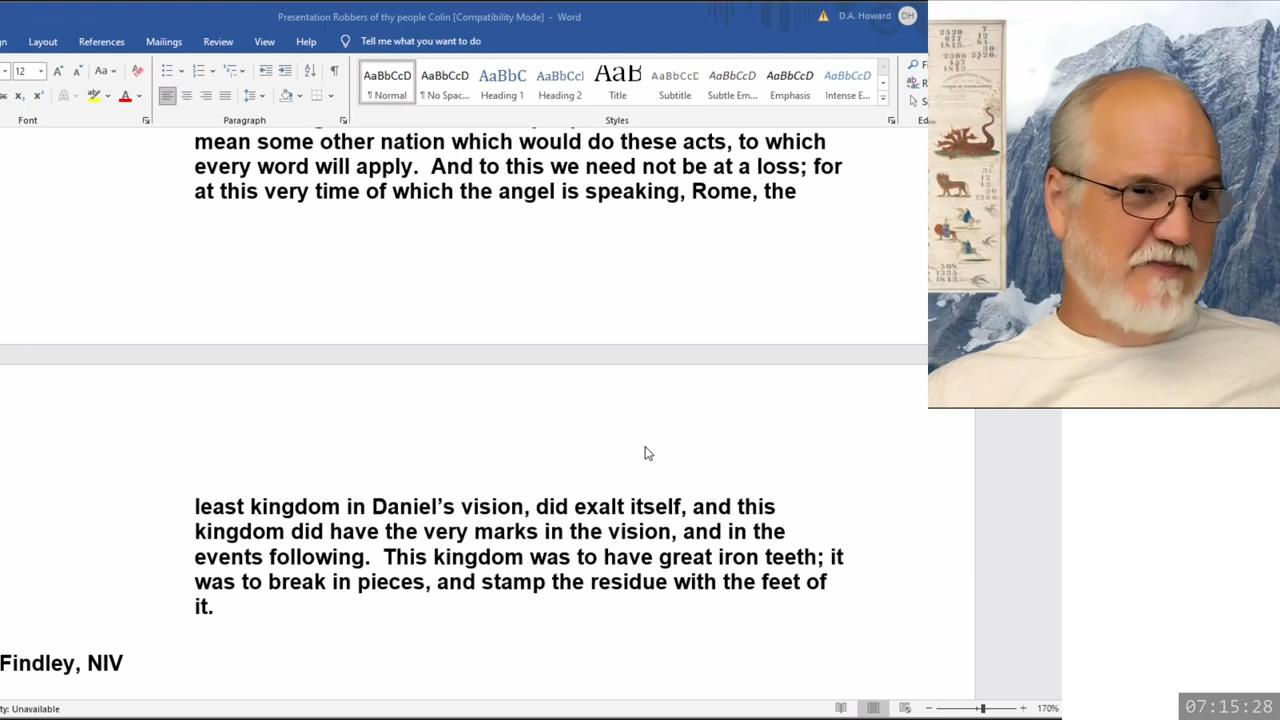 Presentation Robbers of thy people Colin [Compatibility Mode] - Word
D.A. Howard
DH
Layout References Mailings Review View Help Tell me what you want to do
12
Aa
AaBbCcD AaBbCcD AaBbC AaBbCcI AaB AaBbCcD AaBbCcD AaBbCcD AaBbCcD
¶ Normal ¶ No Spac... Heading 1 Heading 2 Title Subtitle Subtle Em... Emphasis Intense E...
Font Paragraph Styles
mean some other nation which would do these acts, to which
every word will apply. And to this we need not be at a loss; for
at this very time of which the angel is speaking, Rome, the
least kingdom in Daniel's vision, did exalt itself, and this
kingdom did have the very marks in the vision, and in the
events following. This kingdom was to have great iron teeth; it
was to break in pieces, and stamp the residue with the feet of
it.
Findley, NIV
ty: Unavailable
170%
07:15:28